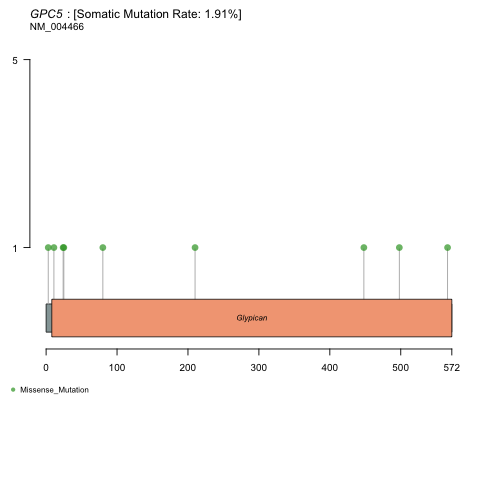 GPC5 : [Somatic Mutation Rate: 1.91%]
NM_004466
5
1
Glypican
0 100 200 300 400 500 572
Missense_Mutation